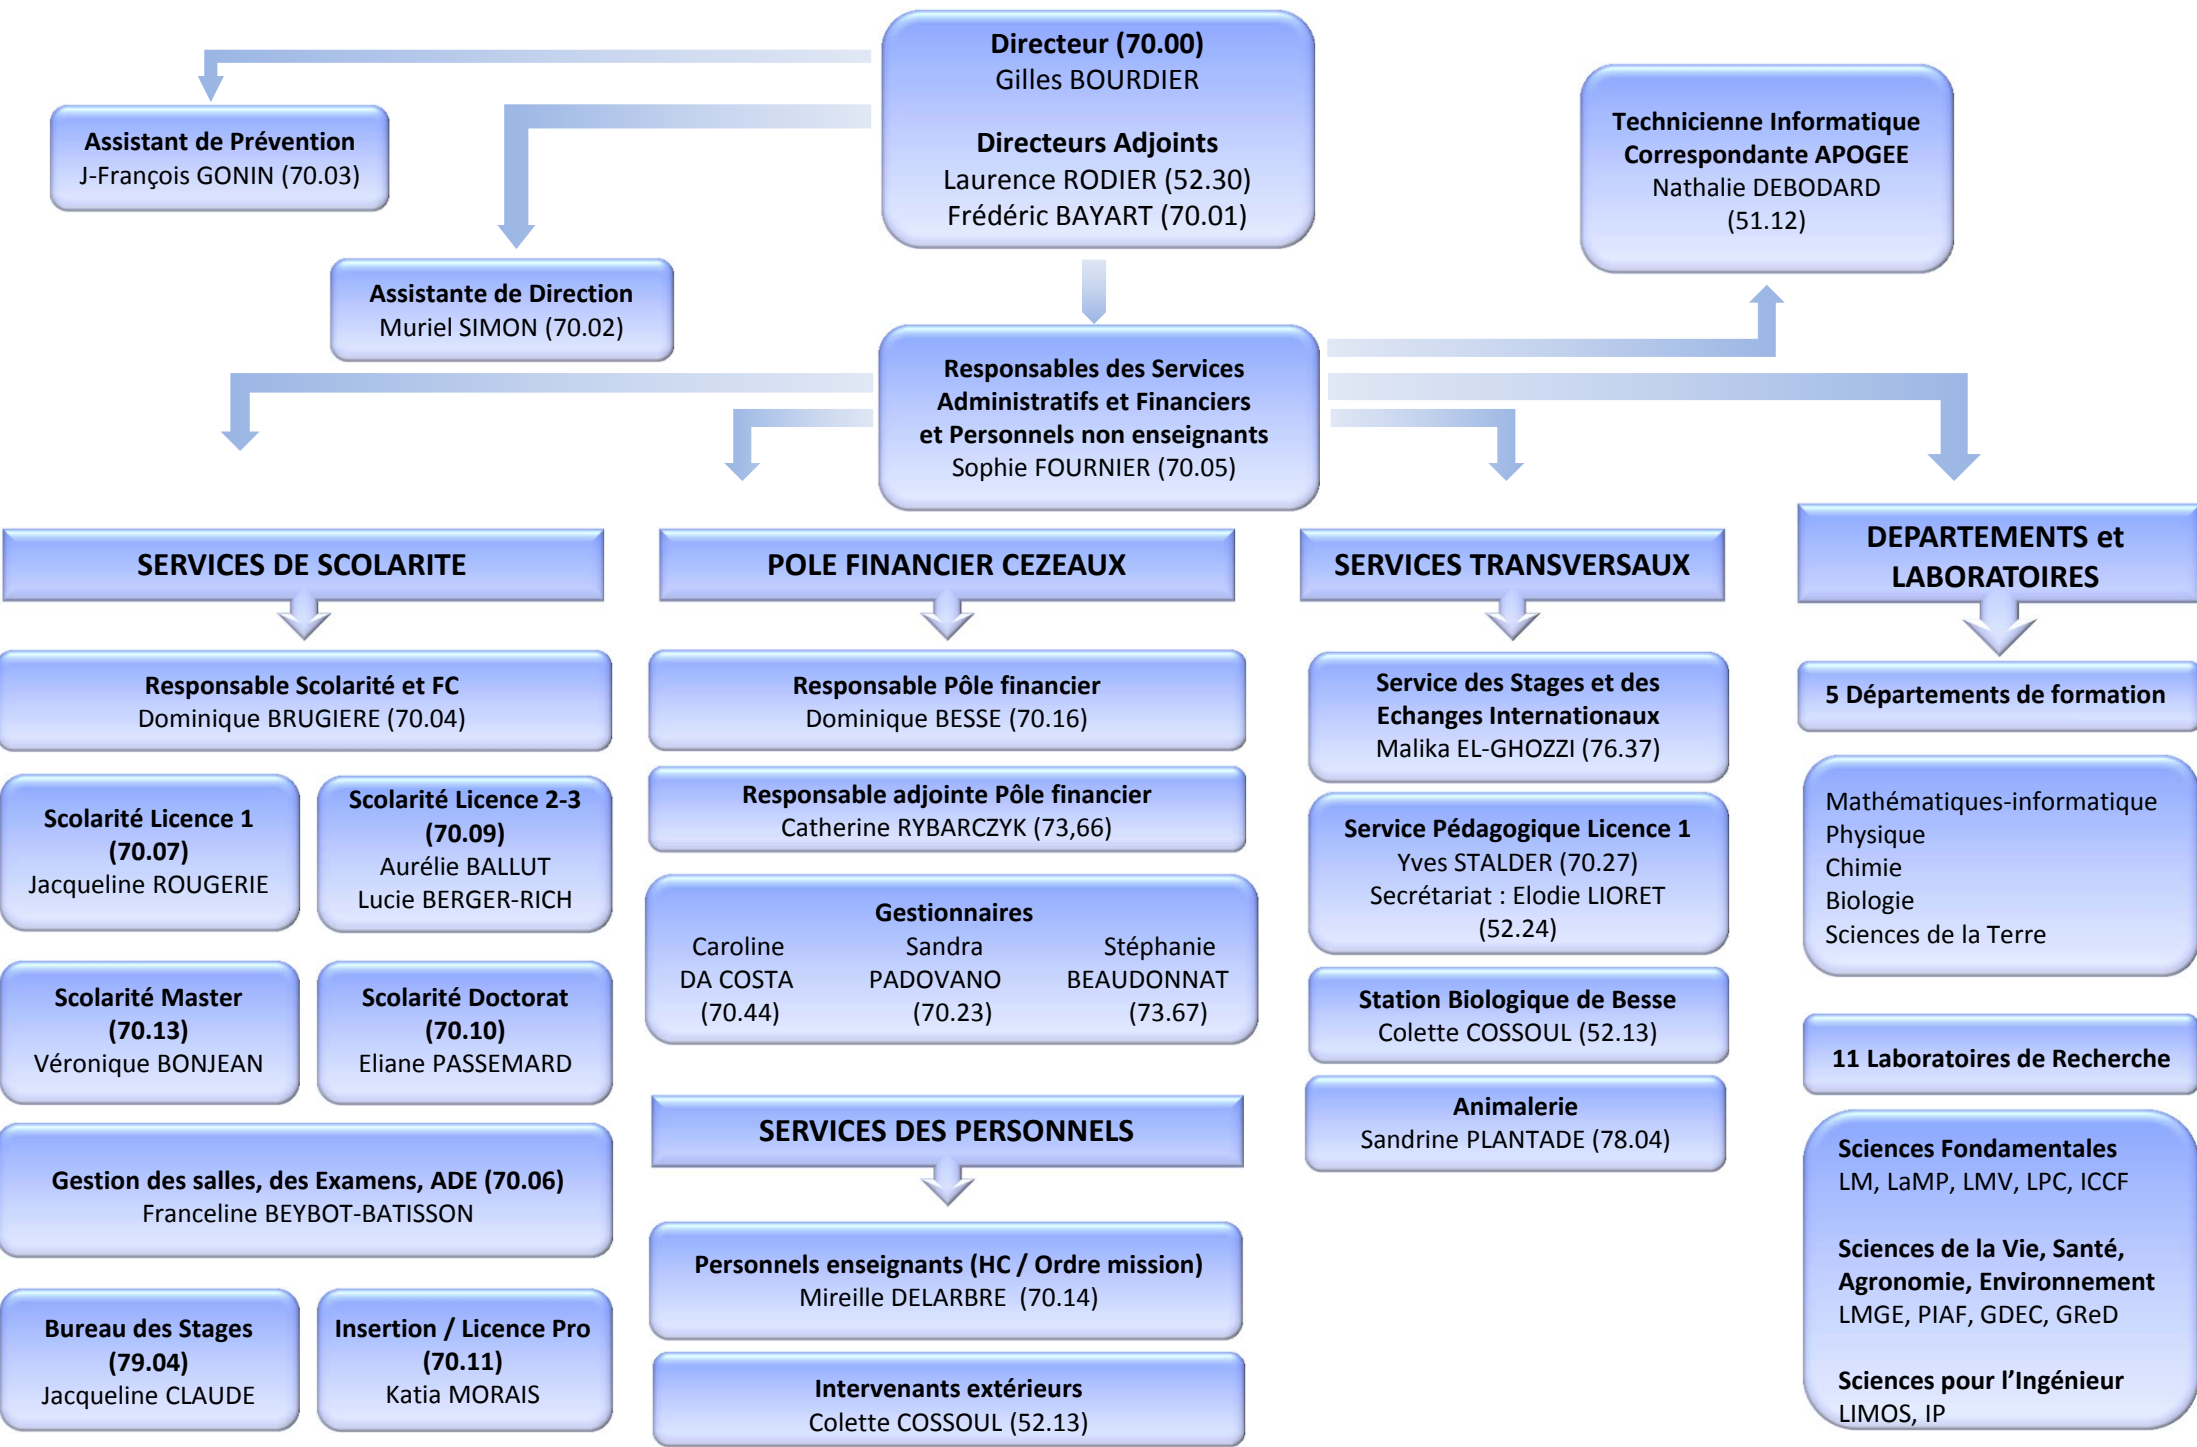 Directeur (70.00)
Gilles BOURDIER
Directeurs Adjoints
Laurence RODIER (52.30)
Frédéric BAYART (70.01)
Assistant de Prévention
J-François GONIN (70.03)
Technicienne Informatique
Correspondante APOGEE
Nathalie DEBODARD
(51.12)
Assistante de Direction
Muriel SIMON (70.02)
Responsables des Services
Administratifs et Financiers
et Personnels non enseignants
Sophie FOURNIER (70.05)
SERVICES DE SCOLARITE
Responsable Scolarité et FC
Dominique BRUGIERE (70.04)
Scolarité Licence 1
(70.07)
Jacqueline ROUGERIE
Scolarité Licence 2-3
(70.09)
Aurélie BALLUT
Lucie BERGER-RICH
Scolarité Master
(70.13)
Véronique BONJEAN
Scolarité Doctorat
(70.10)
Eliane PASSEMARD
Gestion des salles, des Examens, ADE (70.06)
Franceline BEYBOT-BATISSON
Bureau des Stages
(79.04)
Jacqueline CLAUDE
Insertion / Licence Pro
(70.11)
Katia MORAIS
POLE FINANCIER CEZEAUX
Responsable Pôle financier
Dominique BESSE (70.16)
Responsable adjointe Pôle financier
Catherine RYBARCZYK (73,66)
Gestionnaires
Caroline
DA COSTA
(70.44)
Sandra
PADOVANO
(70.23)
Stéphanie
BEAUDONNAT
(73.67)
SERVICES DES PERSONNELS
Personnels enseignants (HC / Ordre mission)
Mireille DELARBRE (70.14)
Intervenants extérieurs
Colette COSSOUL (52.13)
SERVICES TRANSVERSAUX
Service des Stages et des
Echanges Internationaux
Malika EL-GHOZZI (76.37)
Service Pédagogique Licence 1
Yves STALDER (70.27)
Secrétariat : Elodie LIORET
(52.24)
Station Biologique de Besse
Colette COSSOUL (52.13)
Animalerie
Sandrine PLANTADE (78.04)
DEPARTEMENTS et
LABORATOIRES
5 Départements de formation
Mathématiques-informatique
Physique
Chimie
Biologie
Sciences de la Terre
11 Laboratoires de Recherche
Sciences Fondamentales
LM, LaMP, LMV, LPC, ICCF
Sciences de la Vie, Santé,
Agronomie, Environnement
LMGE, PIAF, GDEC, GReD
Sciences pour l'Ingénieur
LIMOS, IP